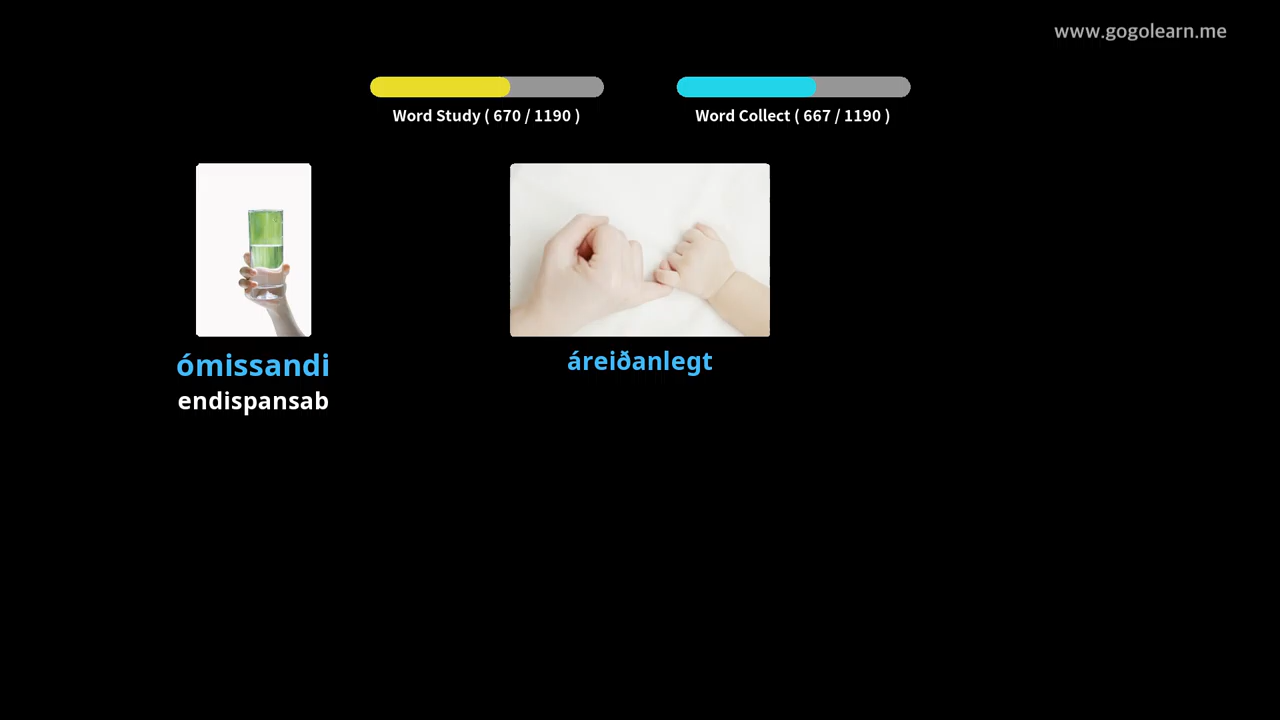 www.gogolearn.me
Word Study ( 670 / 1190 )
Word Collect ( 667 / 1190 )
ómissandi
endispansab
áreiðanlegt